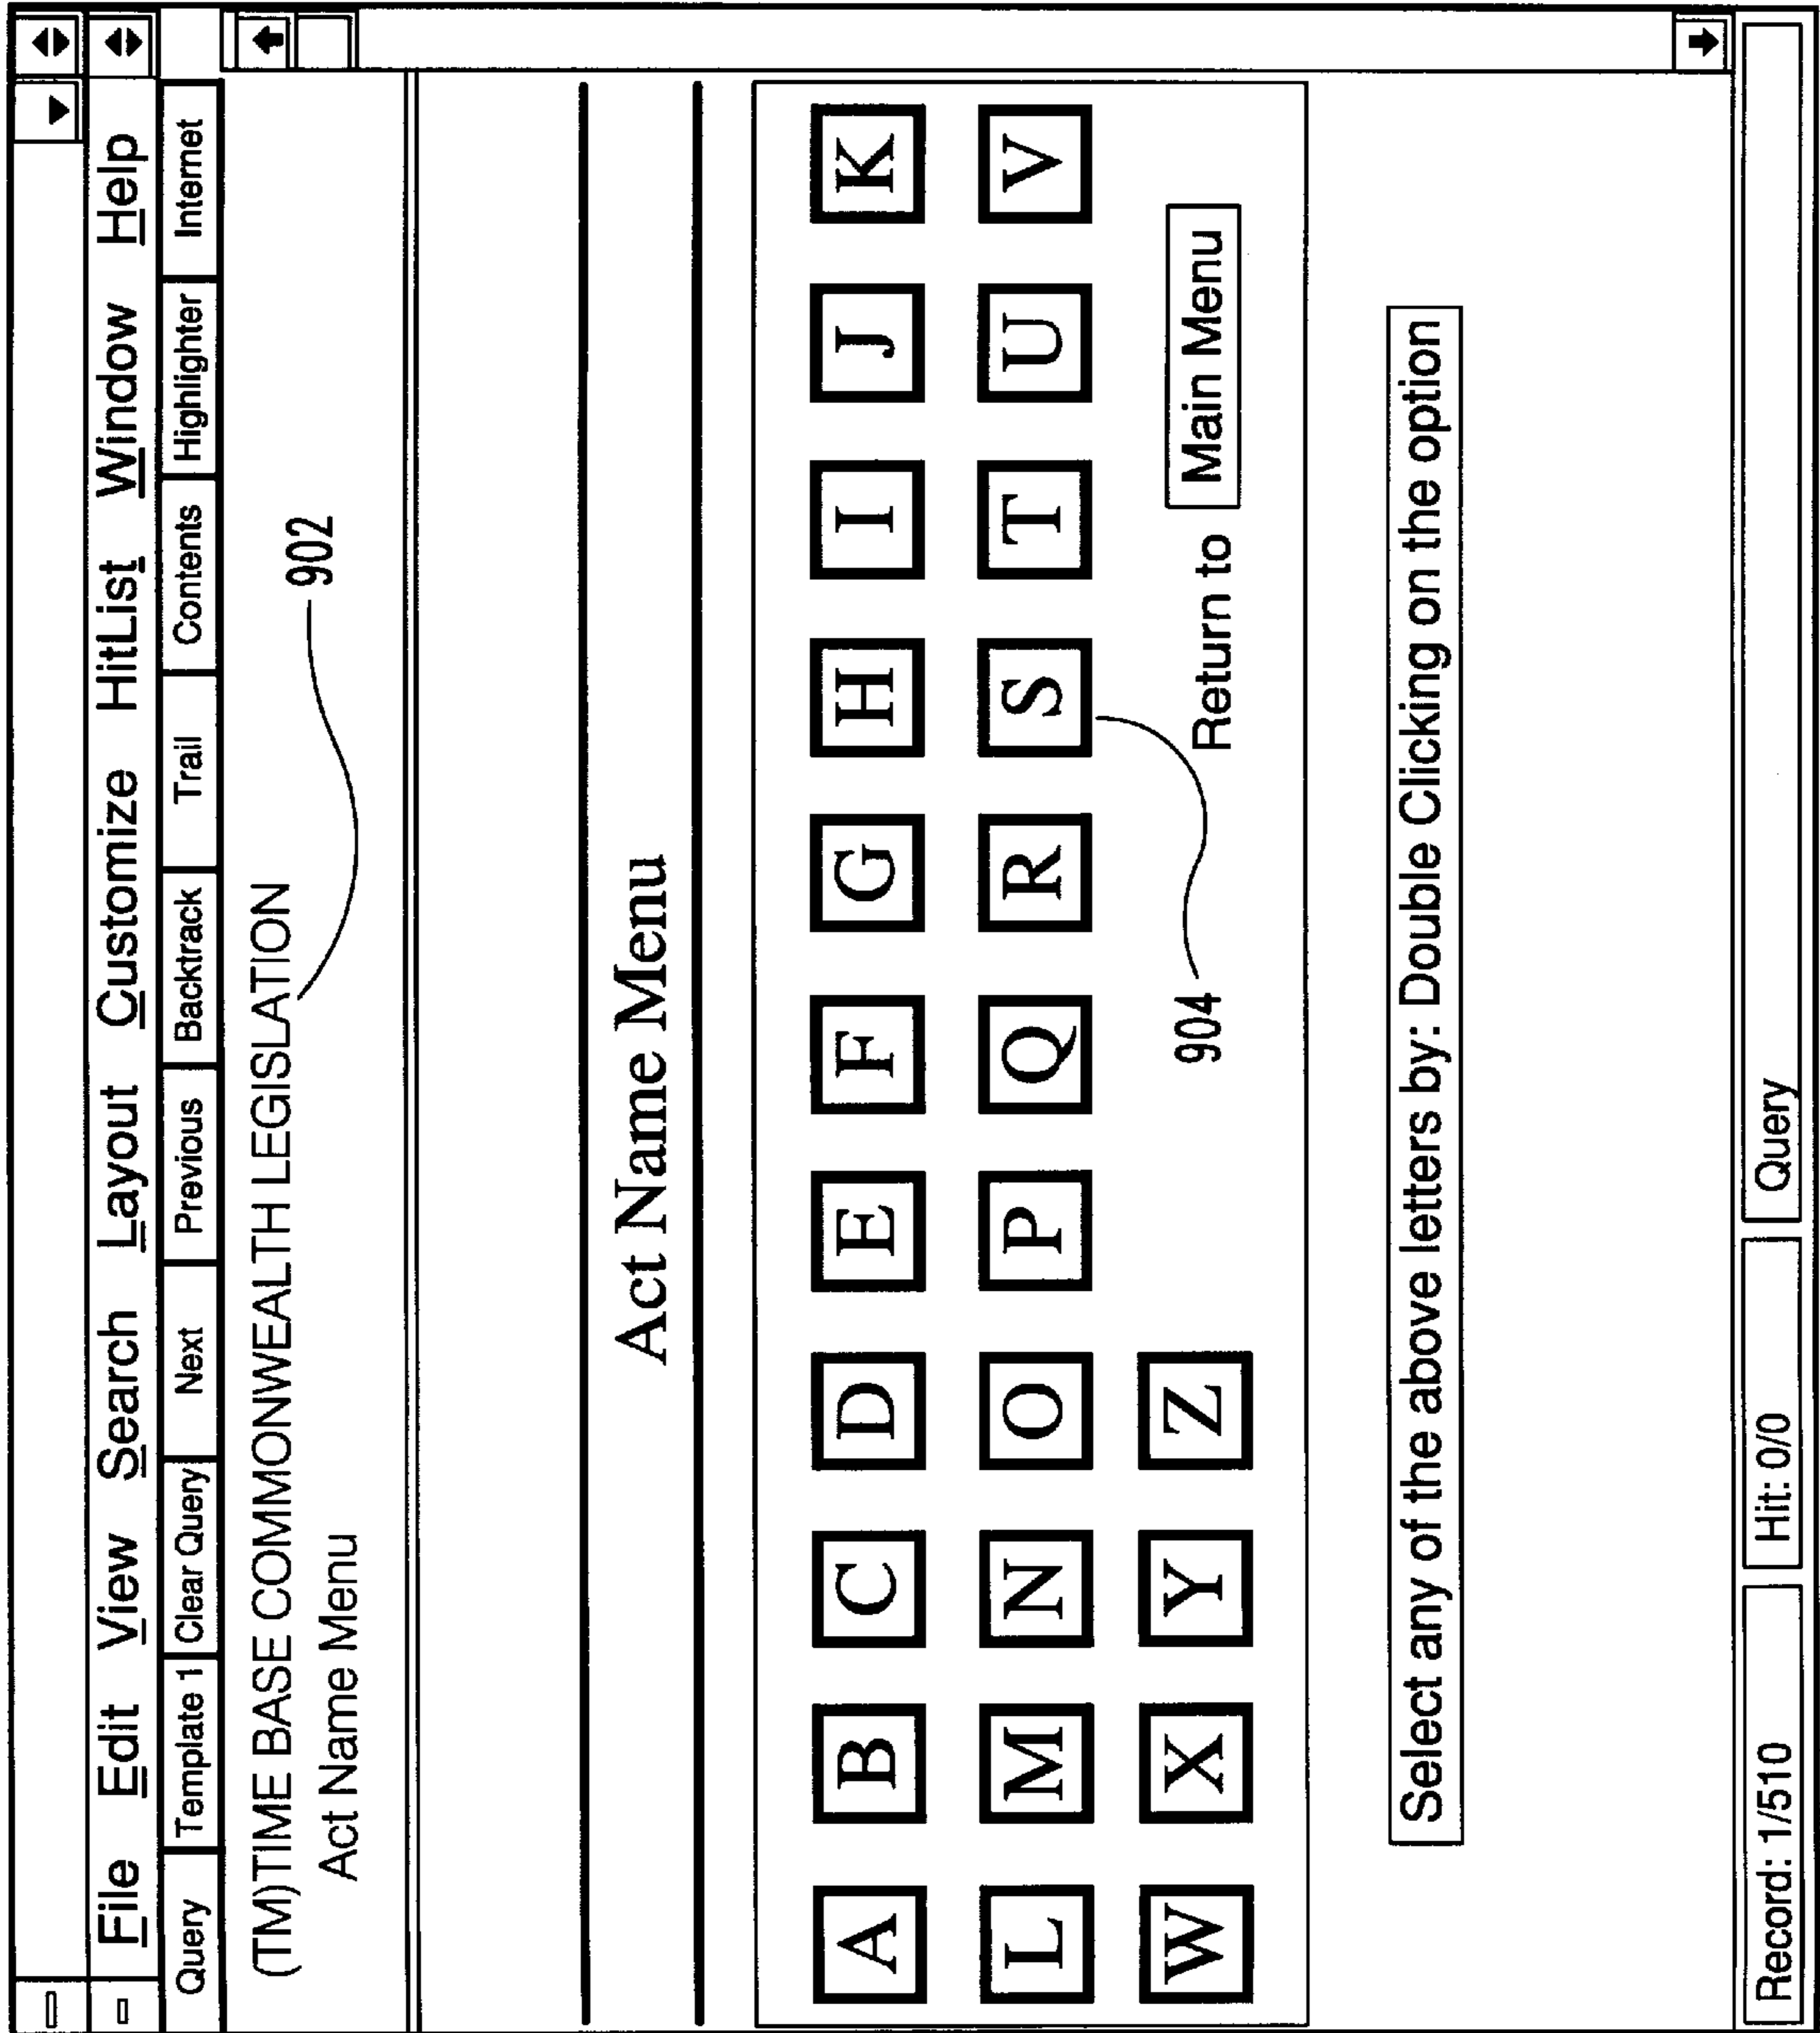 File Edit View Search Layout Customize HitList Window Help
Query Template 1 Clear Query Next Previous Backtrack Trail Contents Highlighter Internet
(TM)TIME BASE COMMONWEALTH LEGISLATION
902
Act Name Menu
Act Name Menu
A B C D E F G H I J K
L M N O P Q R S T U V
W X Y Z
904
Return to Main Menu
Select any of the above letters by: Double Clicking on the option
Record: 1/510 Hit: 0/0 Query